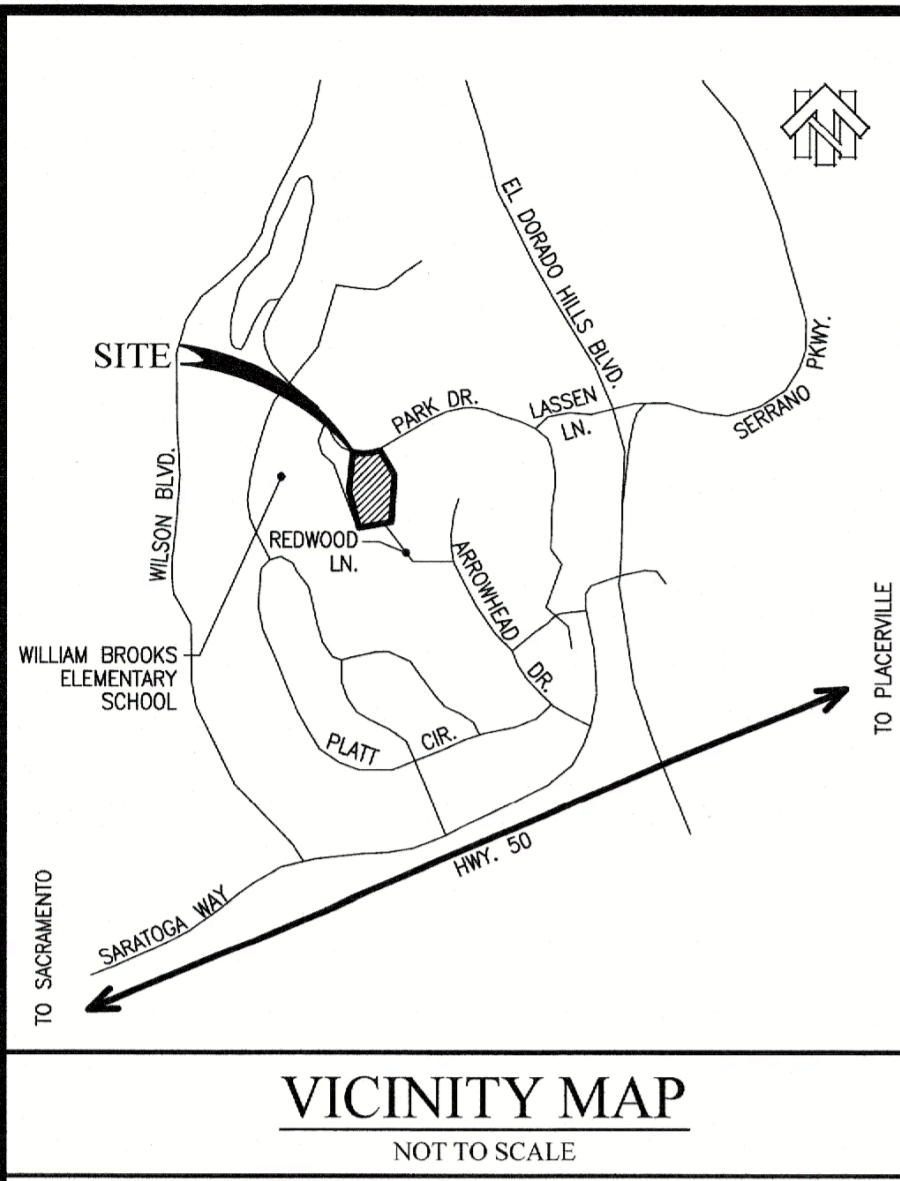 N
EL DORADO HILLS BLVD.
SITE
PARK DR.
LASSEN
LN.
SERRANO PKWY.
WILSON BLVD.
REDWOOD
LN.
ARROWHEAD DR.
WILLIAM BROOKS
ELEMENTARY
SCHOOL
PLATT CIR.
TO PLACERVILLE
HWY. 50
SARATOGA WAY
TO SACRAMENTO
VICINITY MAP
NOT TO SCALE